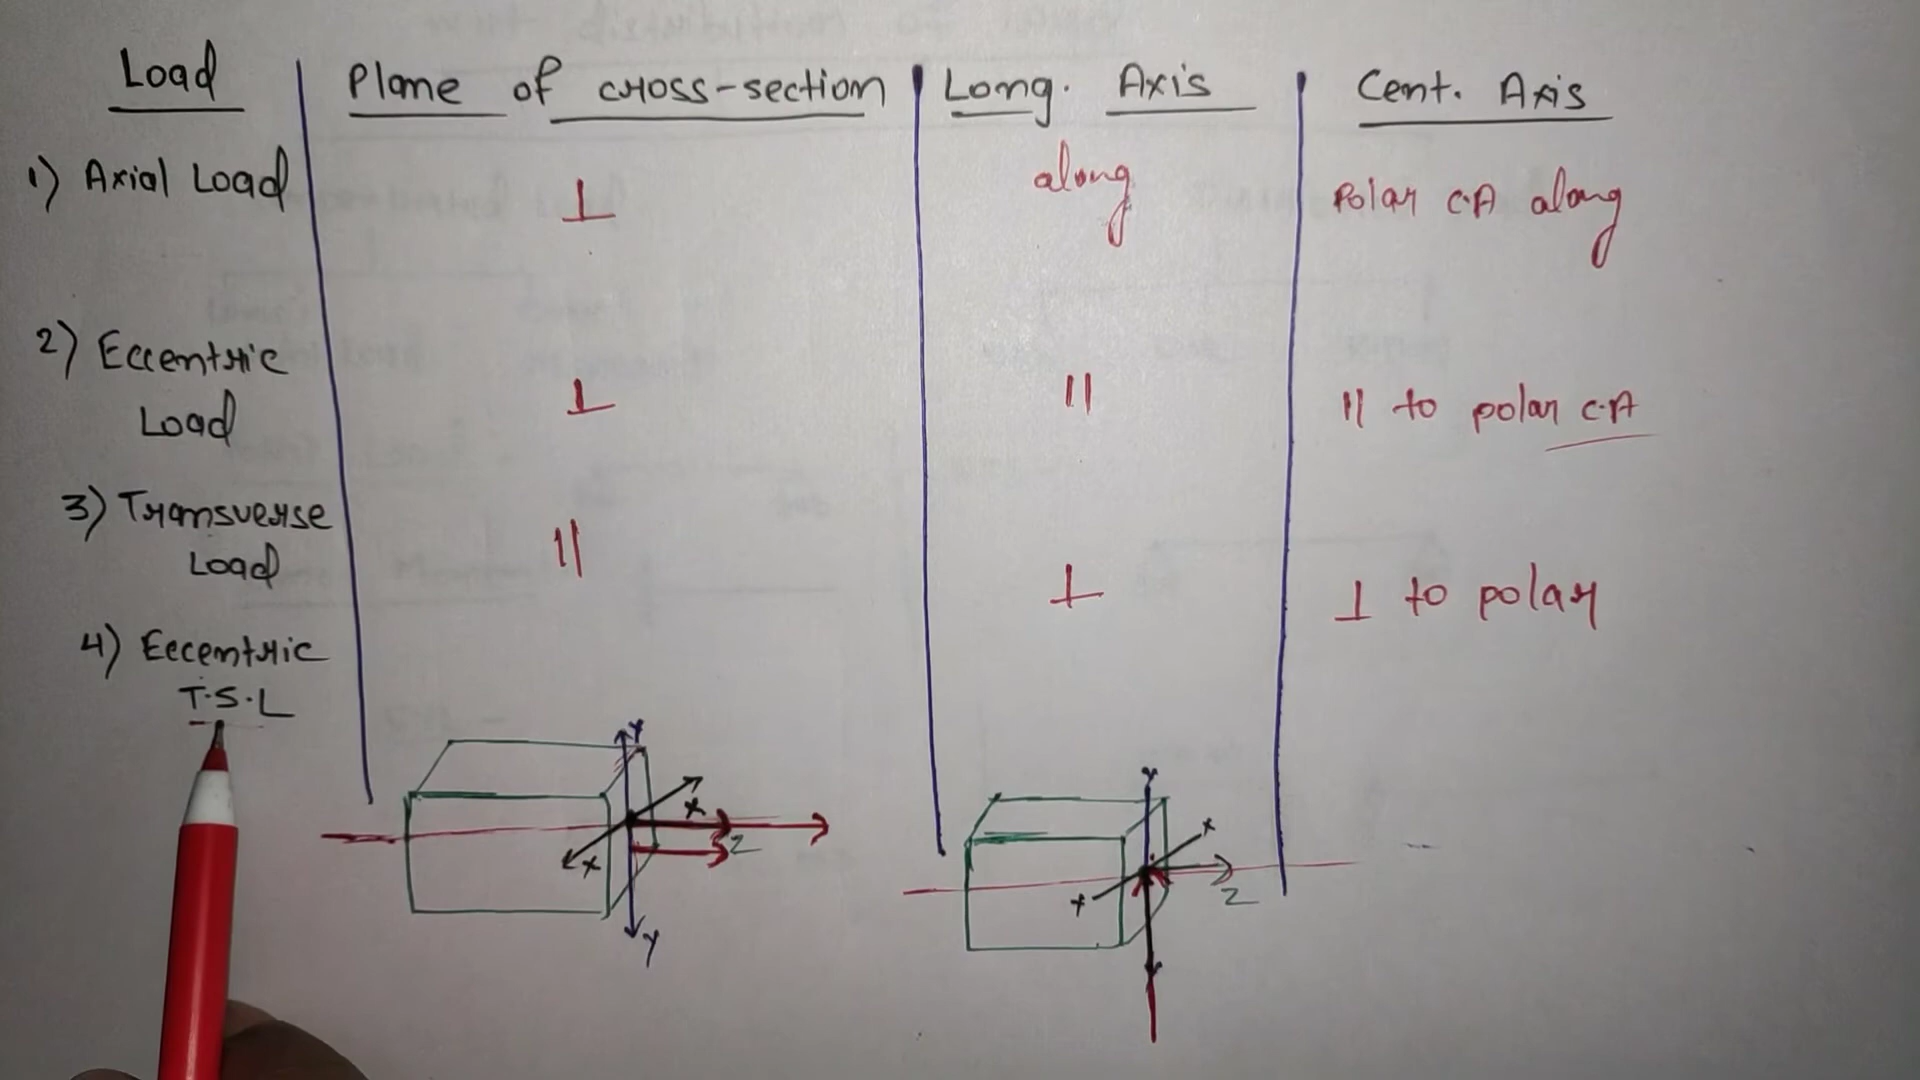 Load Plane of cross-section Long. Axis Cent. Axis
1) Axial Load ⊥ along Polar C.A along
2) Eccentric
Load ⊥ || || to polar C.A
3) Transverse
Load || ⊥ ⊥ to polar
4) Eccentric
T.S.L
Y
X
Z
X
Y
Y
X
X
Z